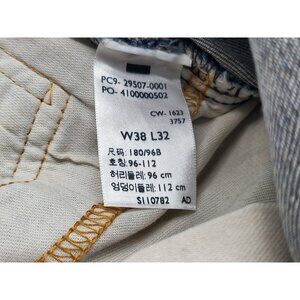 PC9- 29507-0001
PO- 4100000502
CW- 1623
3757
W38 L32
尺码: 180/96B
호칭: 96-112
허리둘레: 96 cm
엉덩이둘레: 112 cm
S110782 AD